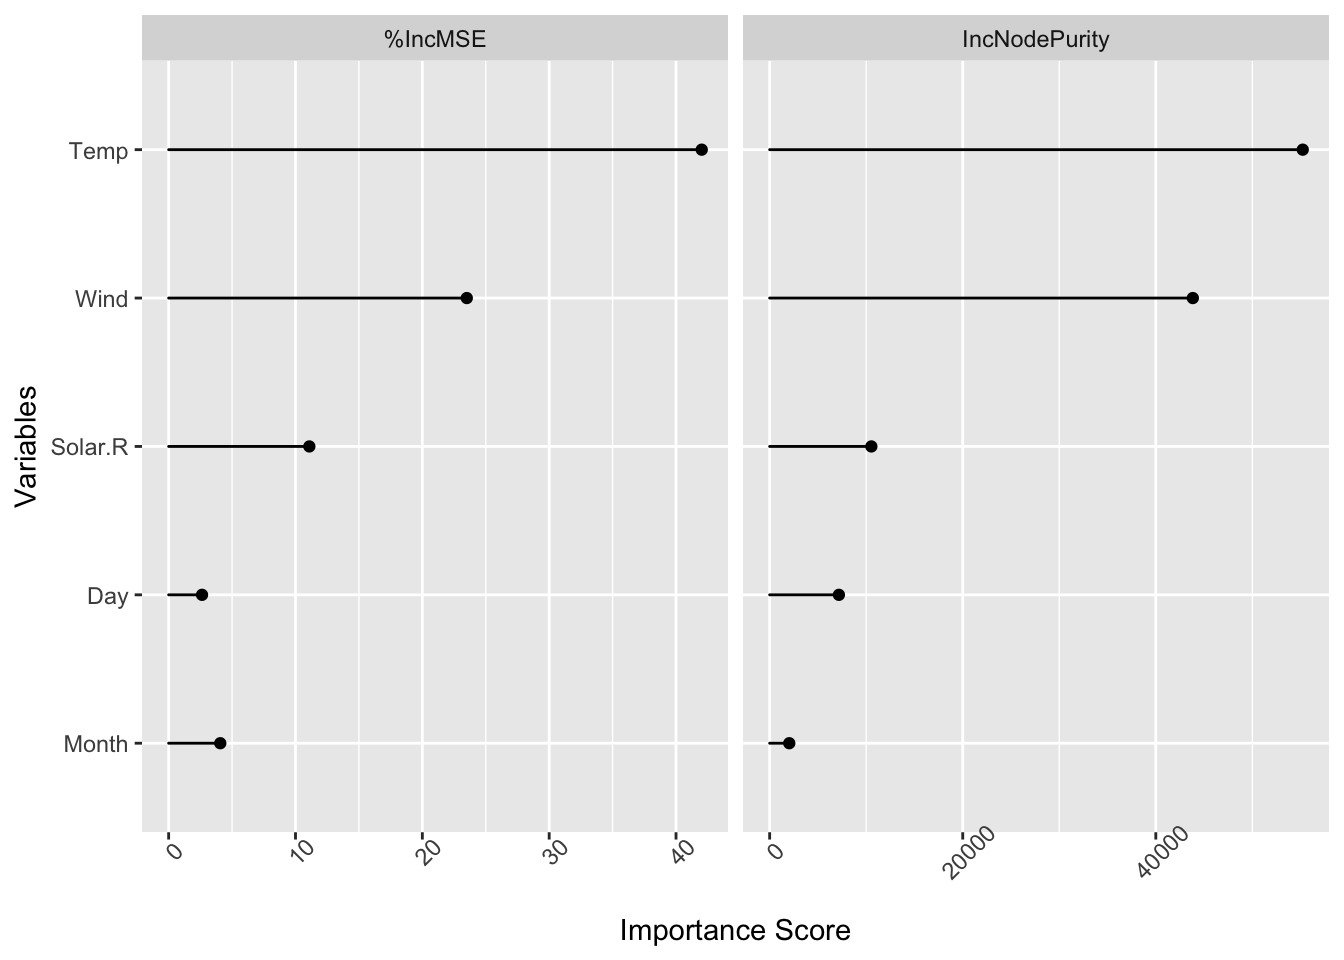 %IncMSE
IncNodePurity
Variables
Temp
Wind
Solar.R
Day
Month
0
10
20
30
40
0
20000
40000
Importance Score